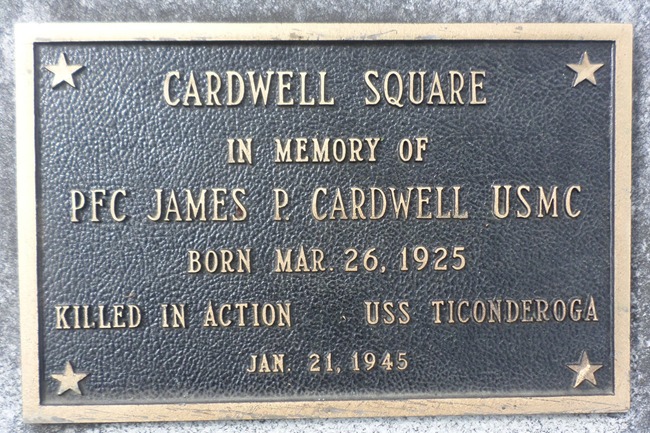 CARDWELL SQUARE
IN MEMORY OF
PFC JAMES P. CARDWELL USMC
BORN MAR. 26, 1925
KILLED IN ACTION USS TICONDEROGA
JAN. 21, 1945